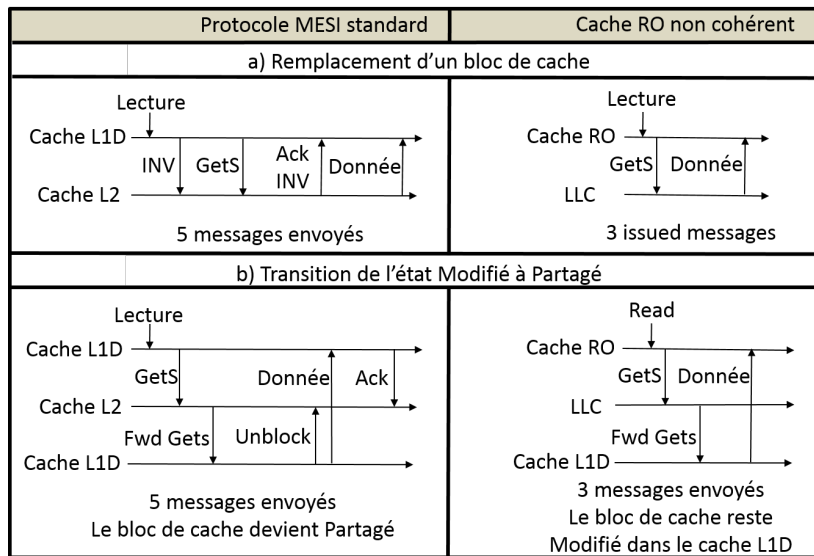 Protocole MESI standard
Cache RO non cohérent
a) Remplacement d'un bloc de cache
Lecture
Cache L1D
INV
GetS
Ack
INV
Donnée
Cache L2
5 messages envoyés
Lecture
Cache RO
GetS
Donnée
LLC
3 issued messages
b) Transition de l'état Modifié à Partagé
Lecture
Cache L1D
GetS
Donnée
Ack
Cache L2
Fwd Gets
Unblock
Cache L1D
5 messages envoyés
Le bloc de cache devient Partagé
Read
Cache RO
GetS
Donnée
LLC
Fwd Gets
Cache L1D
3 messages envoyés
Le bloc de cache reste
Modifié dans le cache L1D